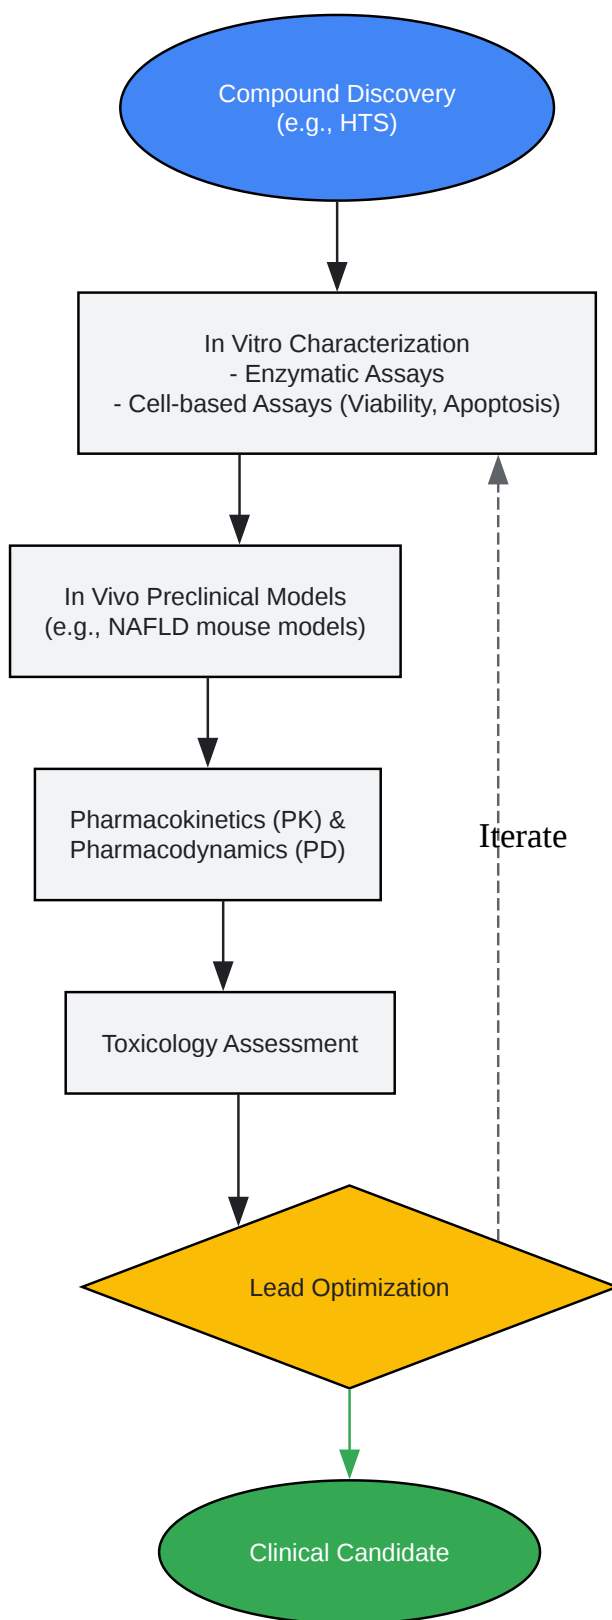 Compound Discovery
(e.g., HTS)
In Vitro Characterization
- Enzymatic Assays
- Cell-based Assays (Viability, Apoptosis)
In Vivo Preclinical Models
(e.g., NAFLD mouse models)
Pharmacokinetics (PK) &
Pharmacodynamics (PD)
Iterate
Toxicology Assessment
Lead Optimization
Clinical Candidate